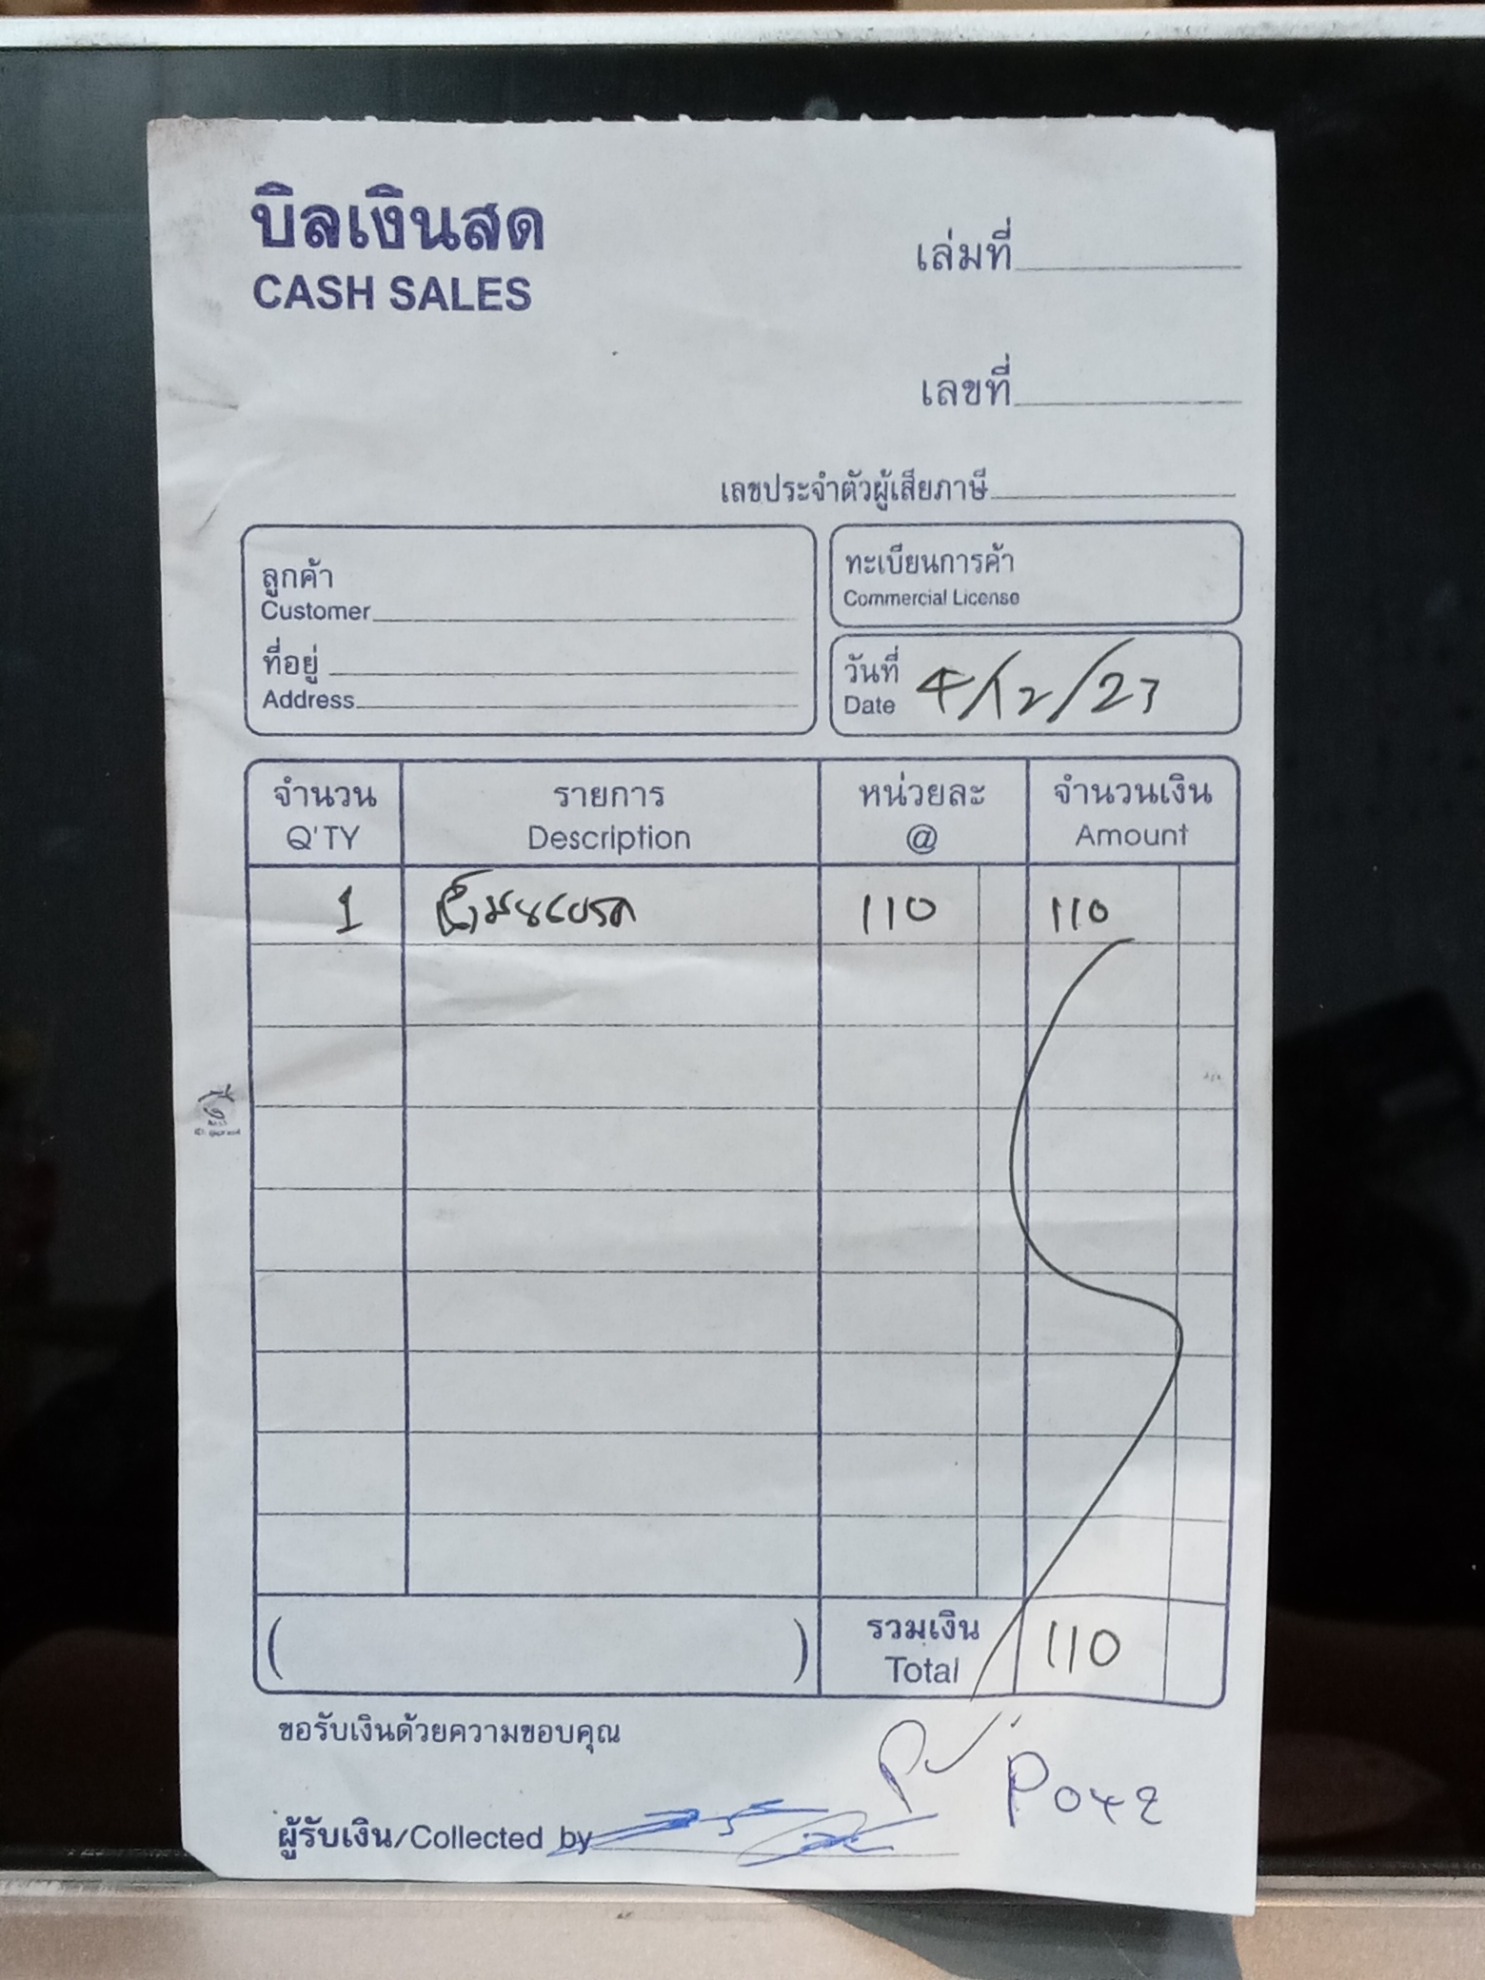 บิลเงินสด
CASH SALES
เล่มที่
เลขที่
เลขประจำตัวผู้เสียภาษี
ลูกค้า
Customer
ที่อยู่
Address
ทะเบียนการค้า
Commercial License
วันที่
Date 4/12/23
จำนวน รายการ หน่วยละ จำนวนเงิน
Q'TY Description @ Amount
1 110 110
( ) รวมเงิน
Total 110
ขอรับเงินด้วยความขอบคุณ
P042
ผู้รับเงิน/Collected by